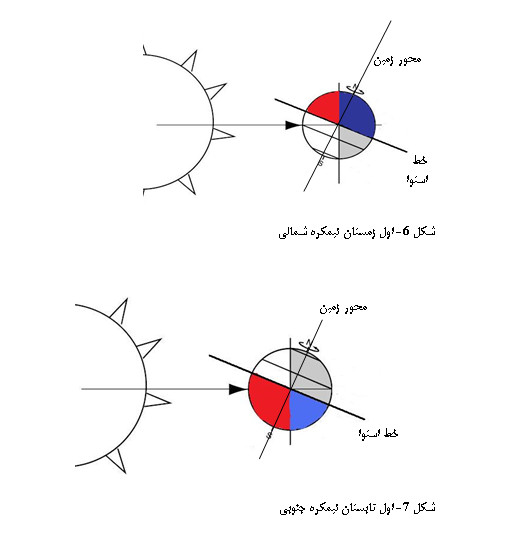 محور زمین
N
S
خط
استوا
شکل 6-اول زمستان نیمکره شمالی
محور زمین
N
S
خط استوا
شکل 7-اول تابستان نیمکره جنوبی